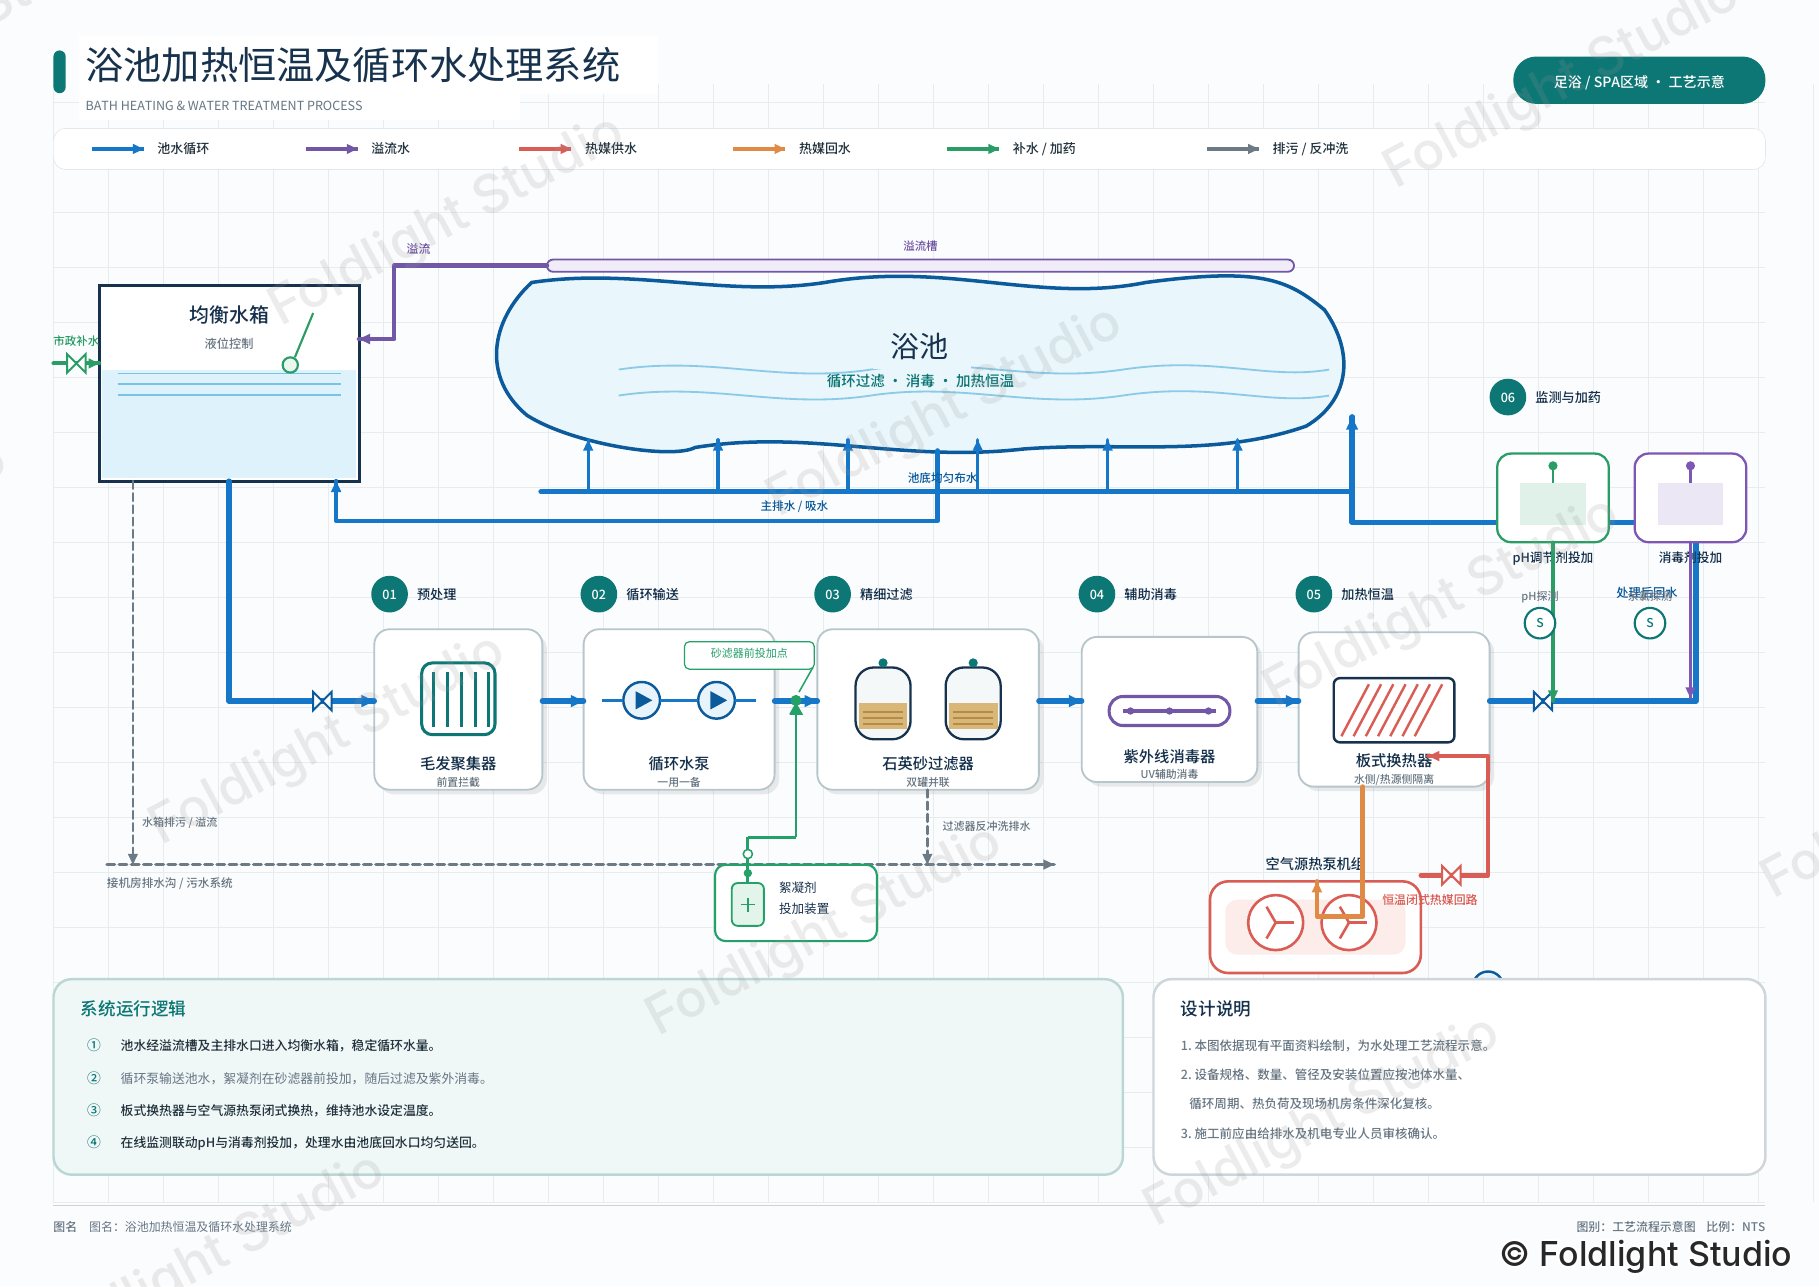 浴池加热恒温及循环水处理系统
BATH HEATING & WATER TREATMENT PROCESS
足浴 / SPA区域 · 工艺示意
池水循环
溢流水
热媒供水
热媒回水
补水 / 加药
排污 / 反冲洗
溢流
溢流槽
均衡水箱
液位控制
市政补水
浴池
循环过滤 · 消毒 · 加热恒温
池底均匀布水
主排水 / 吸水
06 监测与加药
pH调节剂投加
消毒剂投加
pH探测
处理后回水
S
S
01 预处理
02 循环输送
03 精细过滤
04 辅助消毒
05 加热恒温
砂滤器前投加点
毛发聚集器
前置拦截
循环水泵
一用一备
石英砂过滤器
双罐并联
紫外线消毒器
UV辅助消毒
板式换热器
水侧/热源侧隔离
水箱排污 / 溢流
过滤器反冲洗排水
接机房排水沟 / 污水系统
絮凝剂
投加装置
空气源热泵机组
恒温闭式热媒回路
系统运行逻辑
① 池水经溢流槽及主排水口进入均衡水箱，稳定循环水量。
② 循环泵输送池水，絮凝剂在砂滤器前投加，随后过滤及紫外消毒。
③ 板式换热器与空气源热泵闭式换热，维持池水设定温度。
④ 在线监测联动pH与消毒剂投加，处理水由池底回水口均匀送回。
设计说明
1. 本图依据现有平面资料绘制，为水处理工艺流程示意。
2. 设备规格、数量、管径及安装位置应按池体水量、
循环周期、热负荷及现场机房条件深化复核。
3. 施工前应由给排水及机电专业人员审核确认。
图名 图名：浴池加热恒温及循环水处理系统
图别：工艺流程示意图 比例：NTS
© Foldlight Studio
Foldlight Studio
Foldlight Studio
Foldlight Studio
Foldlight Studio
Foldlight Studio
Foldlight Studio
Foldlight Studio
Foldlight Studio